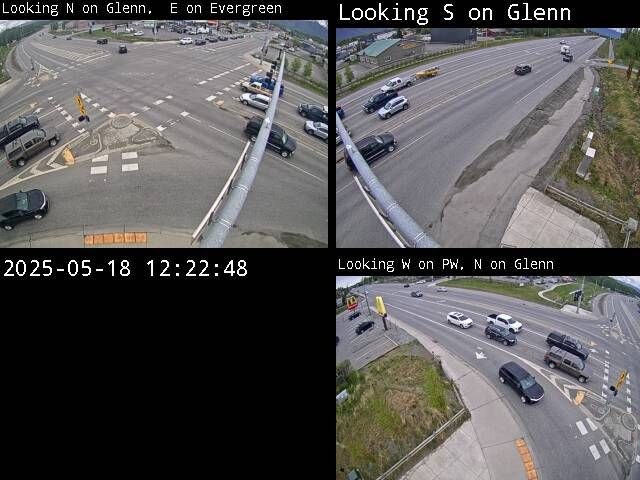 Looking N on Glenn,  E on Evergreen
Looking S on Glenn
2025-05-18 12:22:48
Looking W on PW, N on Glenn